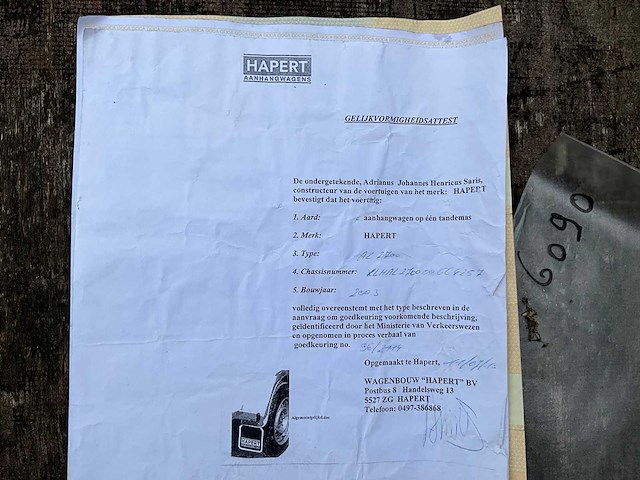 HAPERT
AANHANGWAGENS
GELIJKVORMIGHEIDSATTEST
De ondergetekende, Adrianus Johannes Henricus Saris,
constructeur van de voertuigen van het merk: HAPERT
bevestigt dat het voertuig:
1. Aard: aanhangwagen op één tandemas
2. Merk: HAPERT
3. Type:
4. Chassisnummer:
5. Bouwjaar:
volledig overeenstemt met het type beschreven in de
aanvraag om goedkeuring voorkomende beschrijving,
geldentificeerd door het Ministerie van Verkeerswezen
en opgenomen in proces verbaal van
goedkeuring no.
Opgemaakt te Hapert,
WAGENBOUW "HAPERT" BV
Postbus 8 Handelsweg 13
5527 ZG HAPERT
Telefoon: 0497-386868
HAPERT
6090